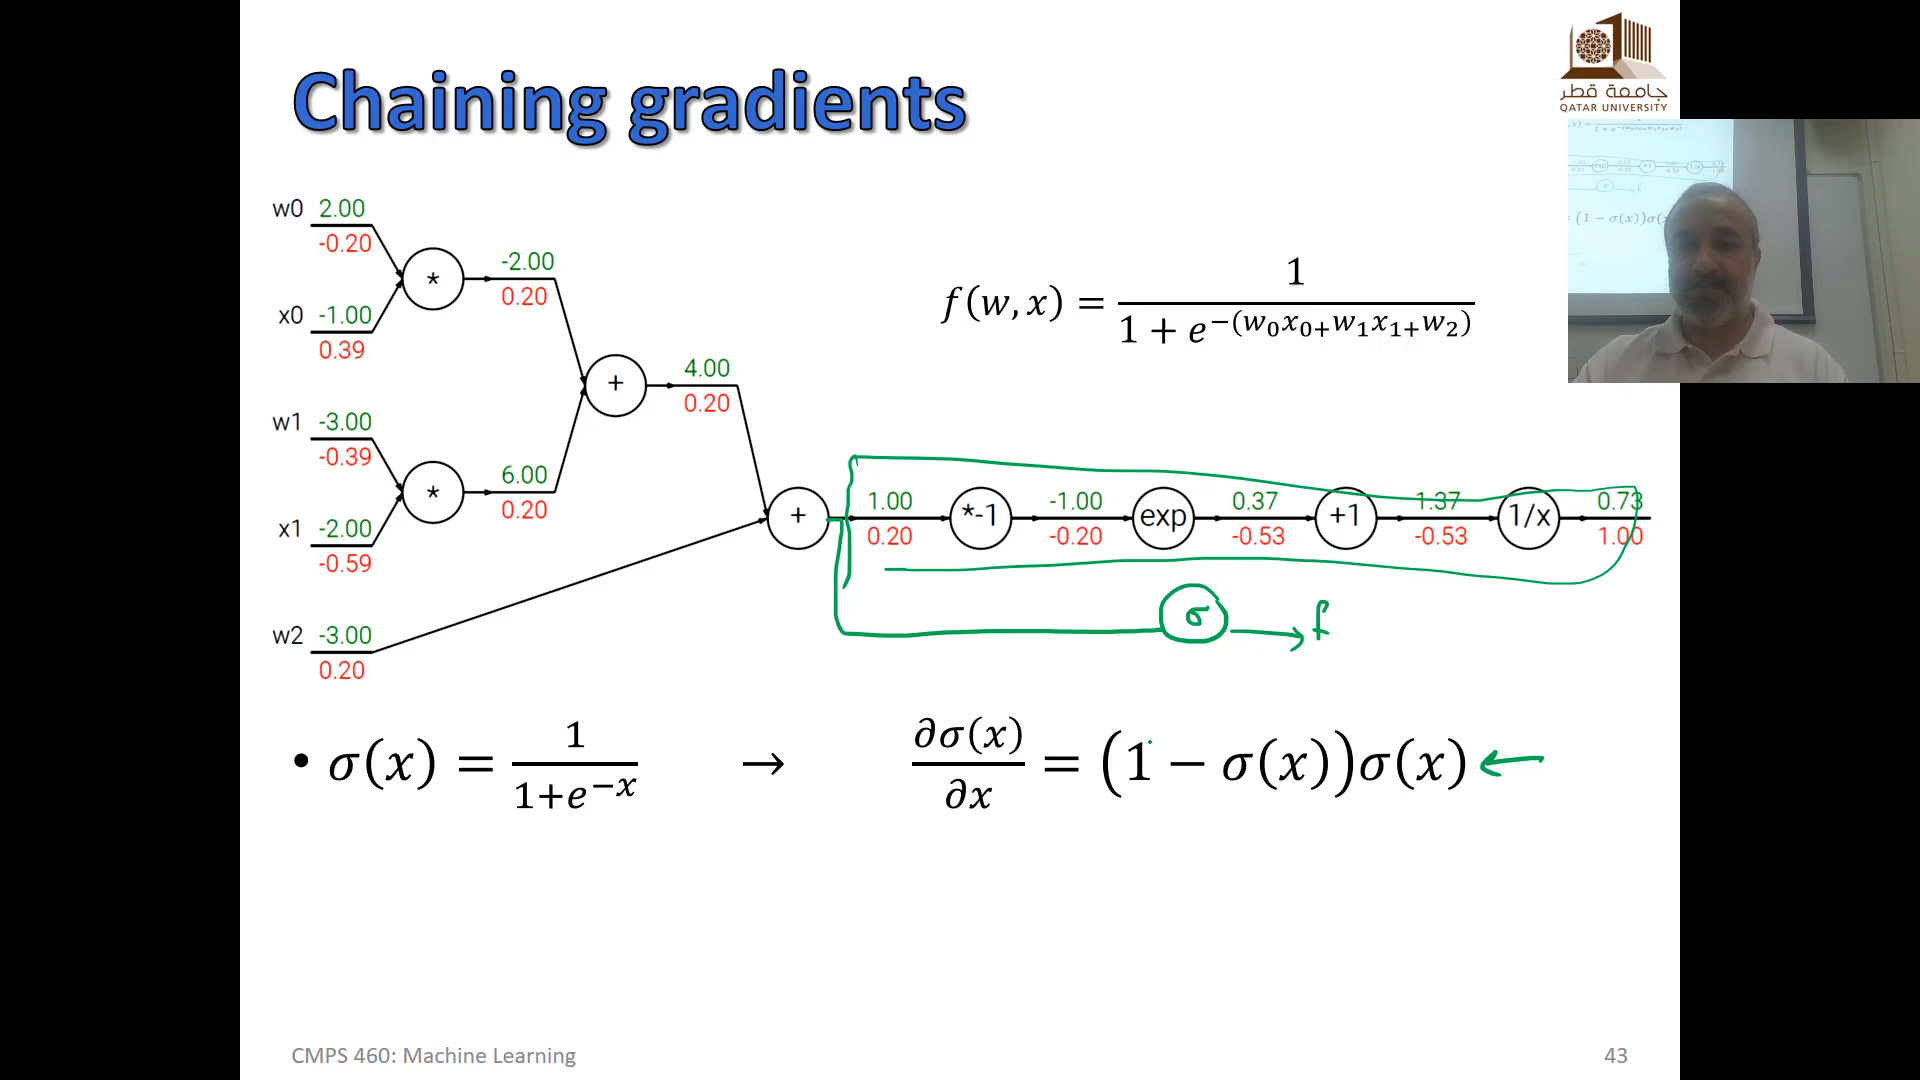 Chaining gradients
جامعة قطر
QATAR UNIVERSITY
w0 2.00
-0.20
x0 -1.00
0.39
*
-2.00
0.20
w1 -3.00
-0.39
x1 -2.00
-0.59
*
6.00
0.20
+
4.00
0.20
w2 -3.00
0.20
+
1.00
0.20
*-1
-1.00
-0.20
exp
0.37
-0.53
+1
1.37
-0.53
1/x
0.73
1.00
f(w, x) = 1 / 1 + e^−(w₀x₀+w₁x₁+w₂)
σ → f
• σ(x) = 1 / 1+e^−x → ∂σ(x) / ∂x = (1 − σ(x))σ(x) ←
CMPS 460: Machine Learning
43